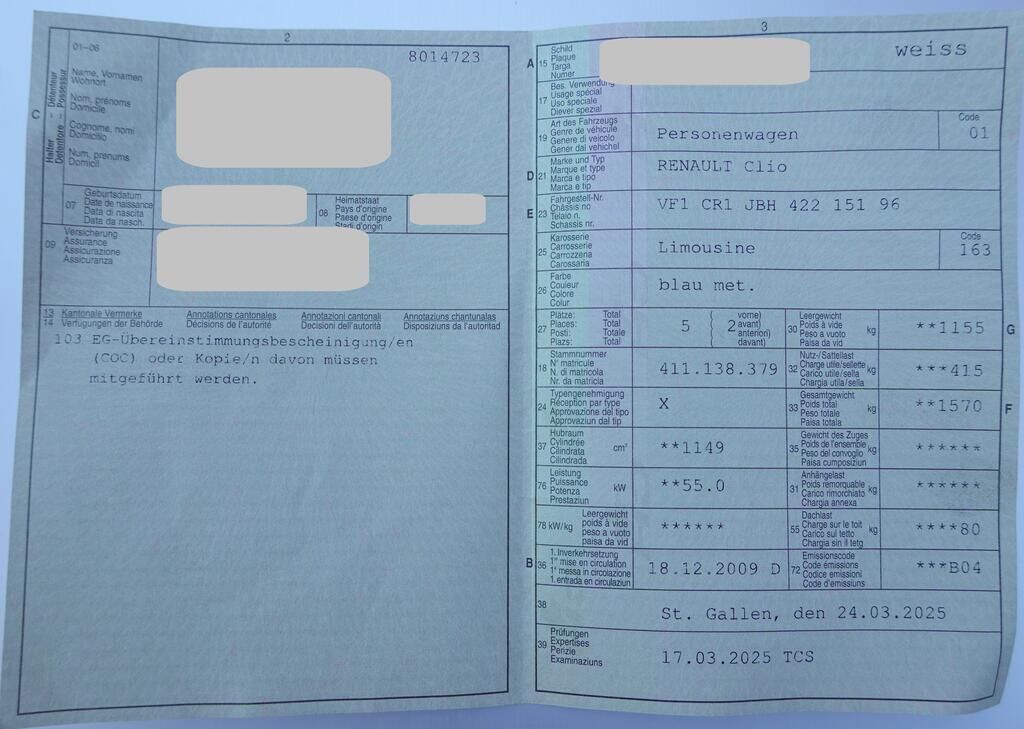 2
01-06
8014723
C
Halter - Détenteur
Detentore - Possessur
Name, Vornamen
Wohnort
Nom, prénoms
Domicile
Cognome, nomi
Domicilio
Num, prenums
Domicil
07
Geburtsdatum
Date de naissance
Data di nascita
Data da nasch.
08
Heimatstaat
Pays d'origine
Paese d'origine
Stadi d'origin
09
Versicherung
Assurance
Assicurazione
Assicuranza
13 Kantonale Vermerke Annotations cantonales Annotazioni cantonali Annotaziuns chantunalas
14 Verfügungen der Behörde Décisions de l'autorité Decisioni dell'autorità Disposiziuns da l'autoritad
103 EG-Übereinstimmungsbescheinigung/en
(COC) oder Kopie/n davon müssen
mitgeführt werden.
3
A 15
Schild
Plaque
Targa
Numer
weiss
17
Bes. Verwendung
Usage spécial
Uso speciale
Diever spezial
19
Art des Fahrzeugs
Genre de véhicule
Genere di veicolo
Gener dal vehichel
Personenwagen
Code
01
D 21
Marke und Typ
Marque et type
Marca e tipo
Marca e tip
RENAULT Clio
E 23
Fahrgestell-Nr.
Châssis no
Telaio n.
Schassis nr.
VF1 CR1 JBH 422 151 96
25
Karosserie
Carrosserie
Carrozzeria
Carossaria
Limousine
Code
163
26
Farbe
Couleur
Colore
Colur
blau met.
27
Plätze: Total
Places: Total
Posti: Totale
Plazs: Total
5 ( 2
vorne)
avant)
anteriori)
davant)
30
Leergewicht
Poids à vide
Peso a vuoto
Paisa da vid
kg
**1155
G
18
Stammnummer
N° matricule
N. di matricola
Nr. da matricla
411.138.379
32
Nutz-/Sattellast
Charge utile/sellette
Carico utile/sella
Chargia utila/sella
kg
***415
24
Typengenehmigung
Réception par type
Approvazione del tipo
Approvaziun dal tip
X
33
Gesamtgewicht
Poids total
Peso totale
Paisa totala
kg
**1570
F
37
Hubraum
Cylindrée
Cilindrata
Cilindrada
cm³
**1149
35
Gewicht des Zuges
Poids de l'ensemble
Peso del convoglio
Paisa cumposiziun
kg
******
76
Leistung
Puissance
Potenza
Prestaziun
kW
**55.0
31
Anhängelast
Poids remorquable
Carico rimorchiato
Chargia annexa
kg
******
78 kW/kg
Leergewicht
poids à vide
peso a vuoto
paisa da vid
******
55
Dachlast
Charge sur le toit
Carico sul tetto
Chargia sin il tetg
kg
****80
B 36
1. Inverkehrsetzung
1re mise en circulation
1a messa in circolazione
1. entrada en circulaziun
18.12.2009 D
72
Emissionscode
Code émissions
Codice emissioni
Code d'emissiuns
***B04
38
St. Gallen, den 24.03.2025
39
Prüfungen
Expertises
Perizie
Examinaziuns
17.03.2025 TCS